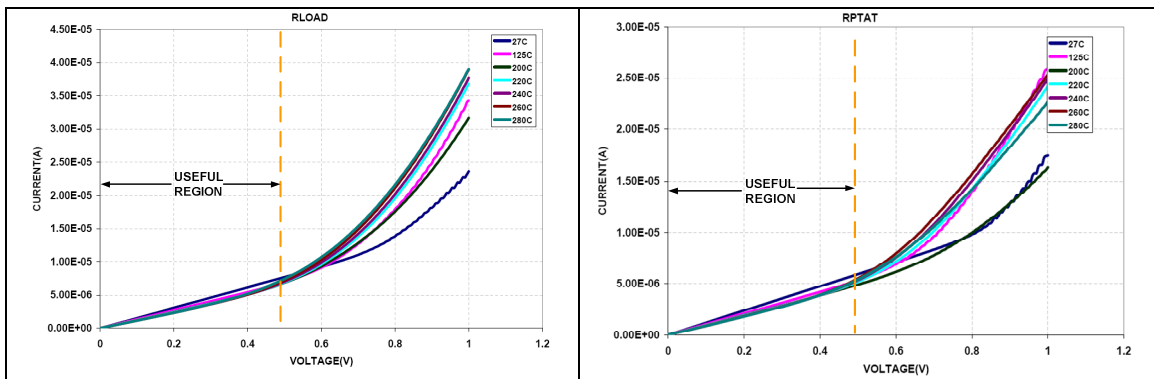 RLOAD
4.50E-05
4.00E-05
3.50E-05
3.00E-05
2.50E-05
2.00E-05
1.50E-05
1.00E-05
5.00E-06
0.00E+00
CURRENT(A)
USEFUL
REGION
27C
125C
200C
220C
240C
260C
280C
0
0.2
0.4
0.6
0.8
1
1.2
VOLTAGE(V)
RPTAT
3.00E-05
2.50E-05
2.00E-05
1.50E-05
1.00E-05
5.00E-06
0.00E+00
CURRENT(A)
USEFUL
REGION
27C
125C
200C
220C
240C
260C
280C
0
0.2
0.4
0.6
0.8
1
1.2
VOLTAGE(V)